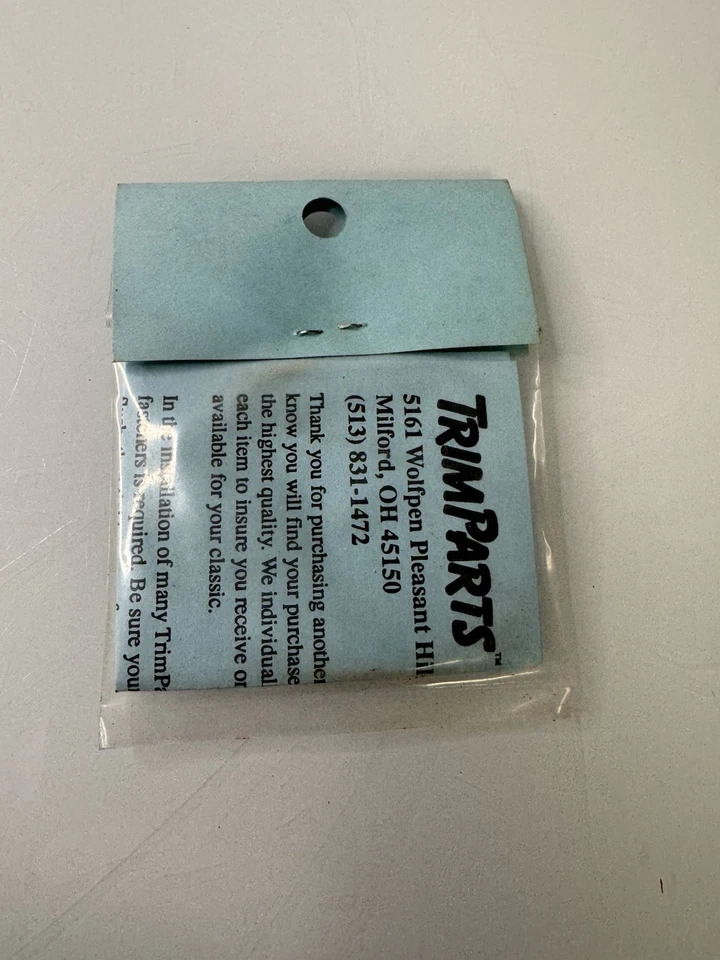 TRIMPARTS™
5161 Wolfpen Pleasant Hil
Milford, OH 45150
(513) 831-1472
Thank you for purchasing another
know you will find your purchase
the highest quality. We individual
each item to insure you receive or
available for your classic.
In the installation of many TrimPa
fasteners is required. Be sure your